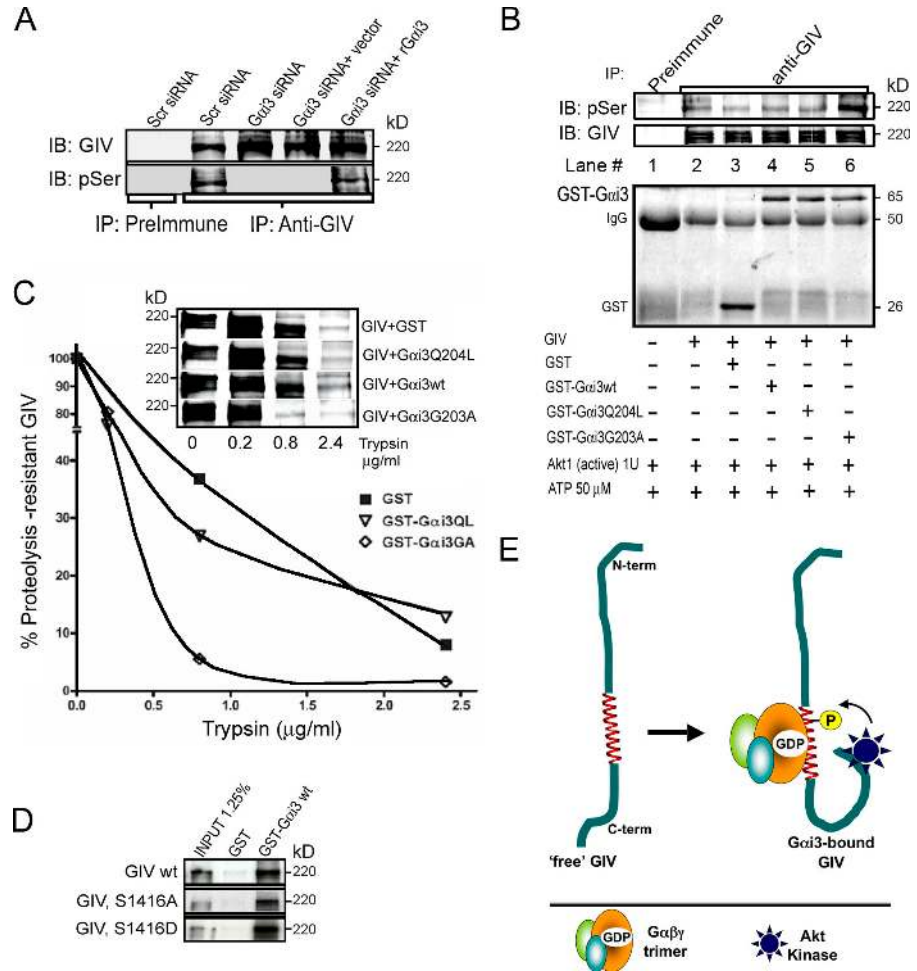 A
Scr siRNA
Scr siRNA
Gαi3 siRNA
Gαi3 siRNA+ vector
Gαi3 siRNA+ rGαi3
kD
IB: GIV
220
IB: pSer
220
IP: PreImmune
IP: Anti-GIV
B
IP:
Preimmune
anti-GIV
kD
IB: pSer
220
IB: GIV
220
Lane #
1 2 3 4 5 6
GST-Gαi3
65
IgG
50
GST
26
GIV - + + + + +
GST - - + - - -
GST-Gαi3wt - - - + - -
GST-Gαi3Q204L - - - - + -
GST-Gαi3G203A - - - - - +
Akt1 (active) 1U + + + + + +
ATP 50 μM + + + + + +
C
kD
220
GIV+GST
220
GIV+Gαi3Q204L
220
GIV+Gαi3wt
220
GIV+Gαi3G203A
0 0.2 0.8 2.4 Trypsin
μg/ml
% Proteolysis -resistant GIV
100
100
80
40
30
20
10
0
GST
GST-Gαi3QL
GST-Gαi3GA
0.0 0.5 1.0 1.5 2.0 2.5
Trypsin (μg/ml)
D
INPUT 1.25%
GST
GST-Gαi3 wt
kD
GIV wt
220
GIV, S1416A
220
GIV, S1416D
220
E
N-term
C-term
'free' GIV
GDP
P
Gαi3-bound
GIV
GDP
Gαβγ
trimer
Akt
Kinase